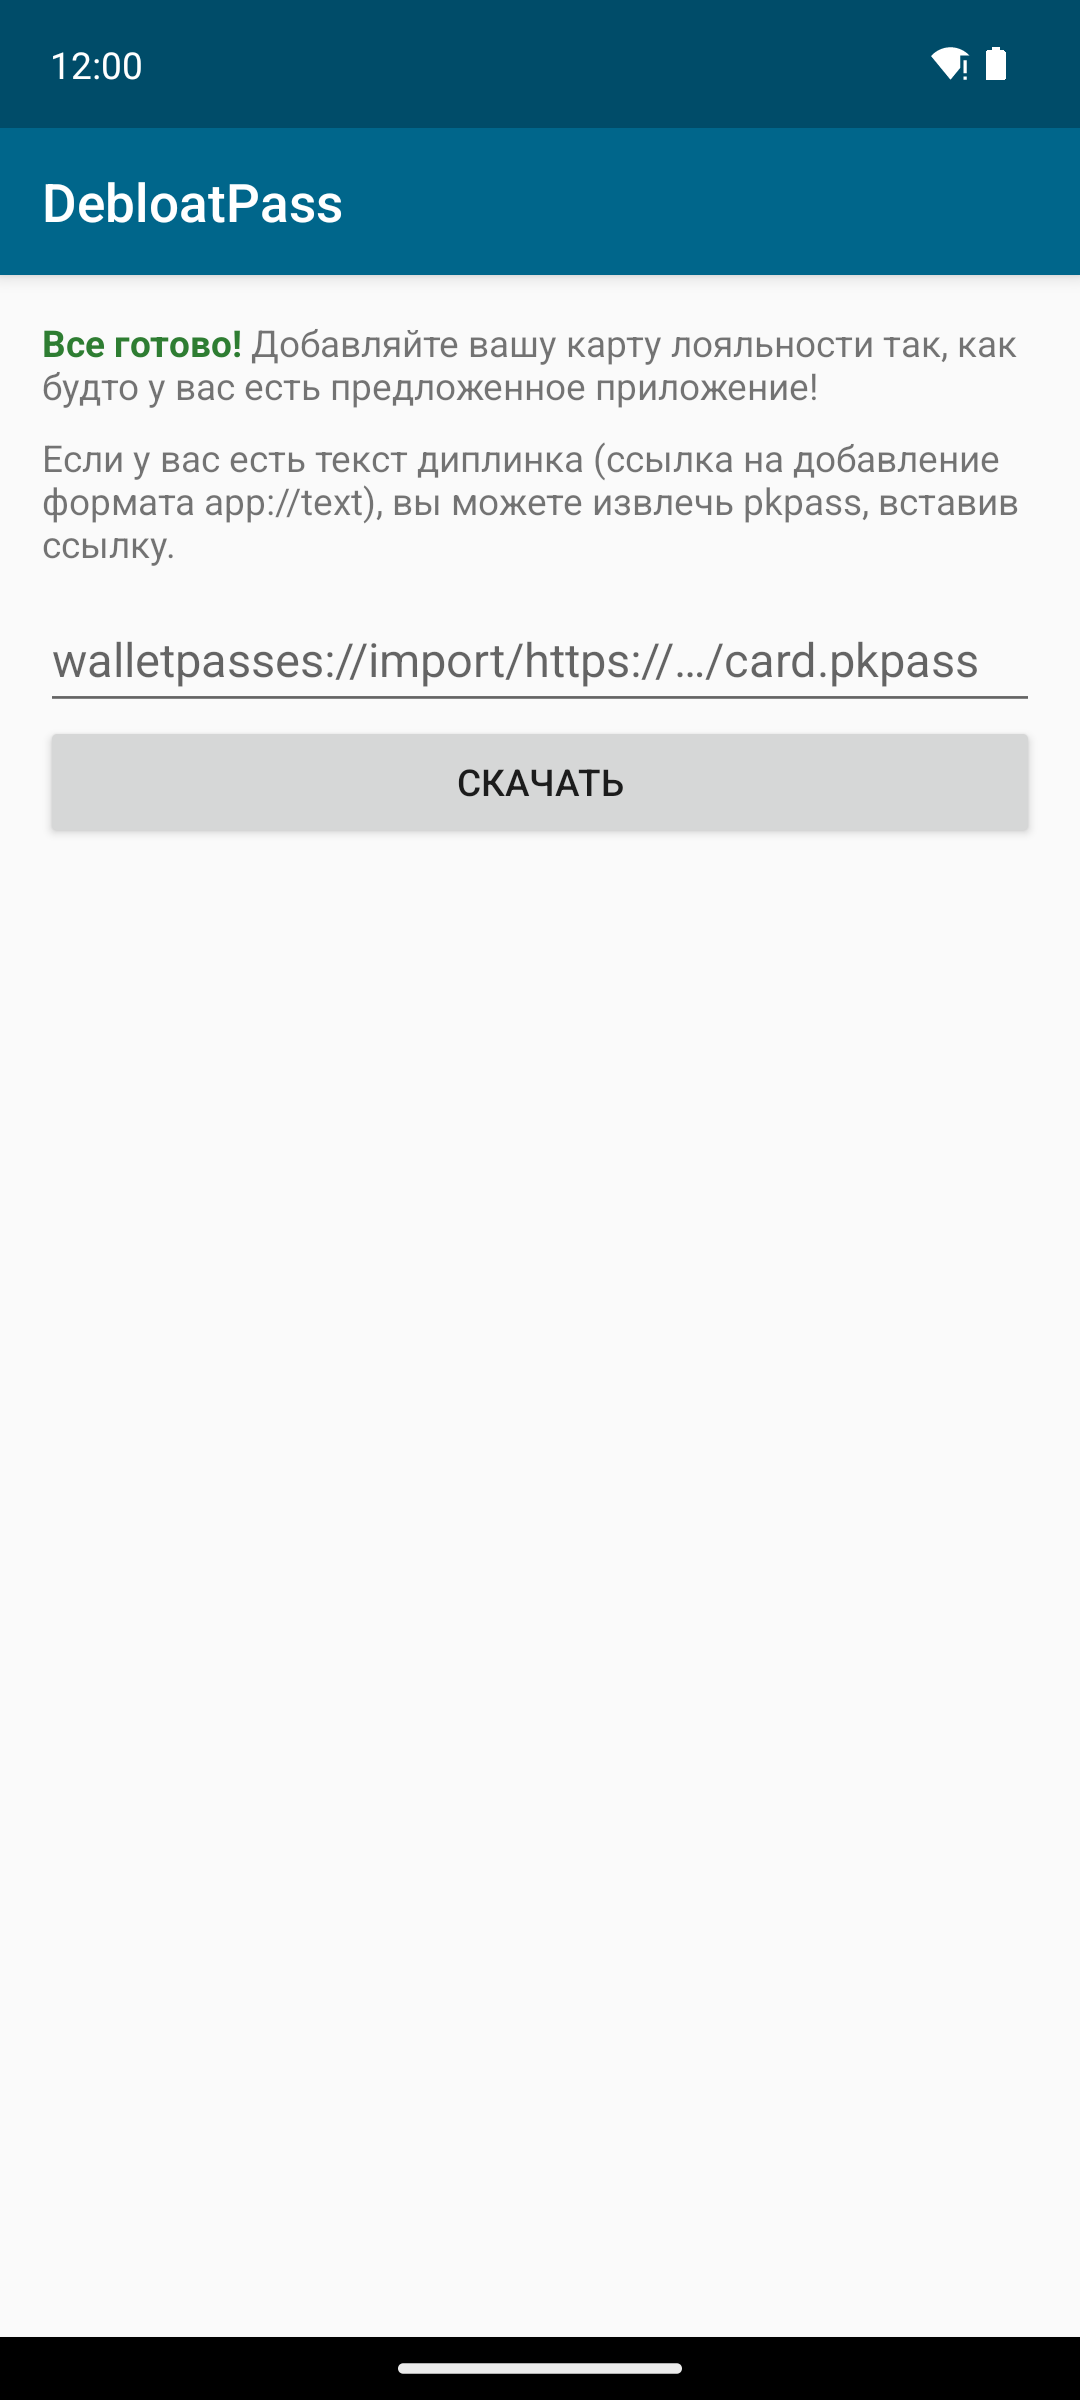 12:00
DebloatPass
Все готово! Добавляйте вашу карту лояльности так, как
будто у вас есть предложенное приложение!
Если у вас есть текст диплинка (ссылка на добавление
формата app://text), вы можете извлечь pkpass, вставив
ссылку.
walletpasses://import/https://…/card.pkpass
СКАЧАТЬ